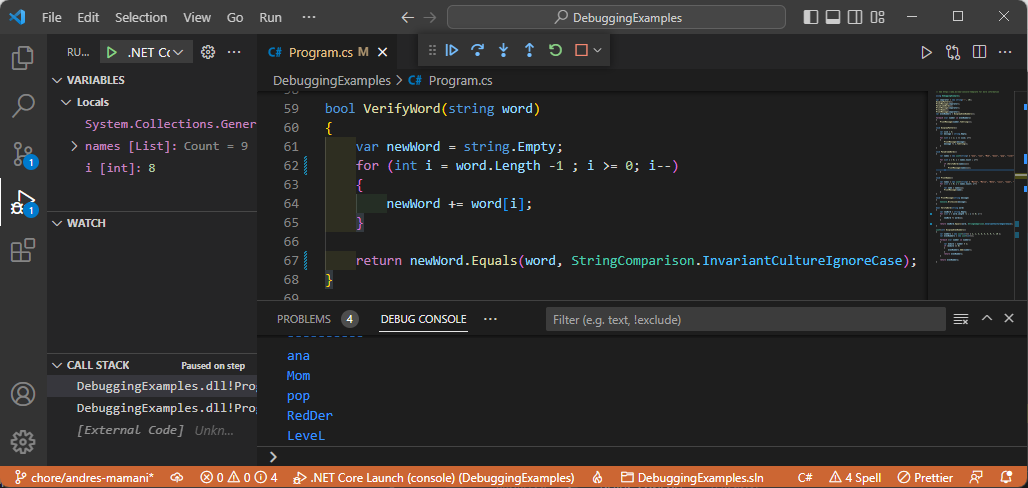 File Edit Selection View Go Run ··· DebuggingExamples
RU... .NET Co ···
C# Program.cs M
VARIABLES
Locals
System.Collections.Gener
names [List]: Count = 9
i [int]: 8
WATCH
CALL STACK Paused on step
DebuggingExamples.dll!Pro
DebuggingExamples.dll!Pro
[External Code] Unkn...
1
1
DebuggingExamples > C# Program.cs
59 bool VerifyWord(string word)
60 {
61 var newWord = string.Empty;
62 for (int i = word.Length -1 ; i >= 0; i--)
63 {
64 newWord += word[i];
65 }
66
67 return newWord.Equals(word, StringComparison.InvariantCultureIgnoreCase);
68 }
69
PROBLEMS 4 DEBUG CONSOLE ··· Filter (e.g. text, !exclude)
ana
Mom
pop
RedDer
LeveL
>
chore/andres-mamani* 0 0 4 .NET Core Launch (console) (DebuggingExamples) DebuggingExamples.sln C# 4 Spell Prettier